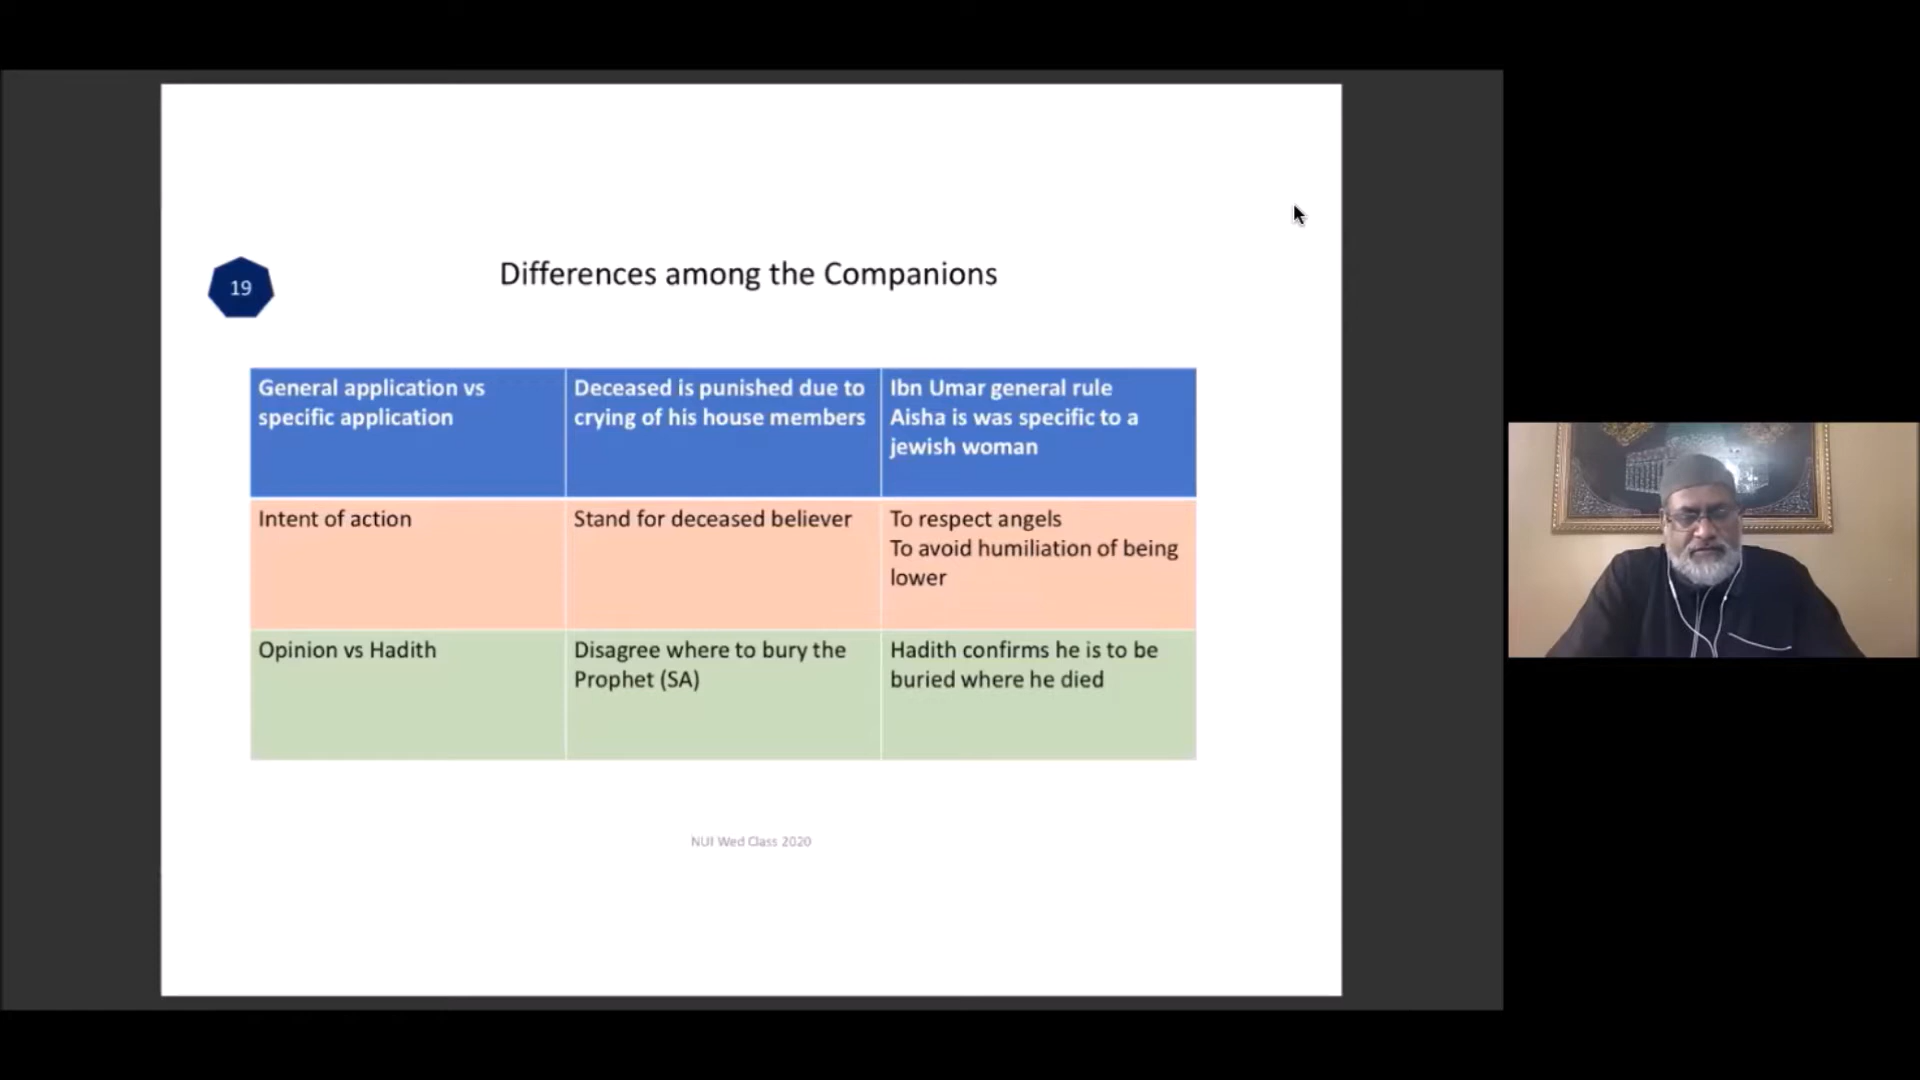 19
Differences among the Companions
General application vs
specific application
Deceased is punished due to
crying of his house members
Ibn Umar general rule
Aisha is was specific to a
jewish woman
Intent of action
Stand for deceased believer
To respect angels
To avoid humiliation of being
lower
Opinion vs Hadith
Disagree where to bury the
Prophet (SA)
Hadith confirms he is to be
buried where he died
NUI Wed Class 2020